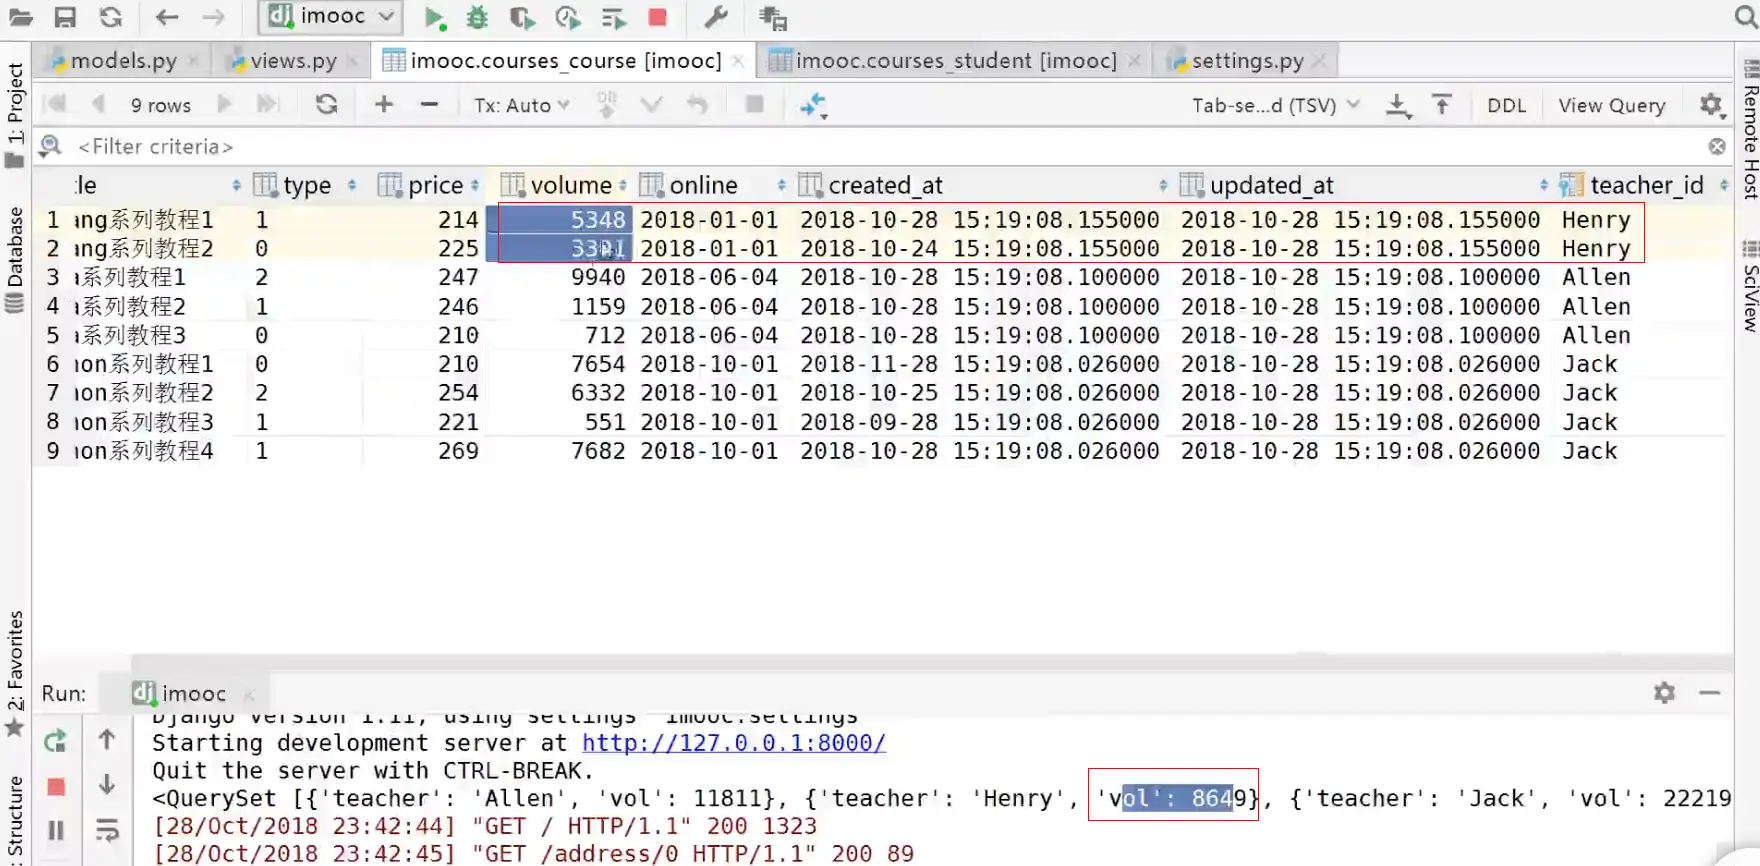 imooc
models.py
views.py
imooc.courses_course [imooc]
imooc.courses_student [imooc]
settings.py
9 rows
Tx: Auto
Tab-se...d (TSV)
DDL
View Query
<Filter criteria>
tle type price volume online created_at updated_at teacher_id
1 ang系列教程1 1 214 5348 2018-01-01 2018-10-28 15:19:08.155000 2018-10-28 15:19:08.155000 Henry
2 ang系列教程2 0 225 2018-01-01 2018-10-24 15:19:08.155000 2018-10-28 15:19:08.155000 Henry
3 系列教程1 2 247 9940 2018-06-04 2018-10-28 15:19:08.100000 2018-10-28 15:19:08.100000 Allen
4 系列教程2 1 246 1159 2018-06-04 2018-10-28 15:19:08.100000 2018-10-28 15:19:08.100000 Allen
5 系列教程3 0 210 712 2018-06-04 2018-10-28 15:19:08.100000 2018-10-28 15:19:08.100000 Allen
6 hon系列教程1 0 210 7654 2018-10-01 2018-11-28 15:19:08.026000 2018-10-28 15:19:08.026000 Jack
7 hon系列教程2 2 254 6332 2018-10-01 2018-10-25 15:19:08.026000 2018-10-28 15:19:08.026000 Jack
8 hon系列教程3 1 221 551 2018-10-01 2018-09-28 15:19:08.026000 2018-10-28 15:19:08.026000 Jack
9 hon系列教程4 1 269 7682 2018-10-01 2018-10-28 15:19:08.026000 2018-10-28 15:19:08.026000 Jack
1: Project
Database
2: Favorites
Structure
Remote Host
SciView
Run: imooc
Django version 1.11, using settings 'imooc.settings'
Starting development server at http://127.0.0.1:8000/
Quit the server with CTRL-BREAK.
<QuerySet [{'teacher': 'Allen', 'vol': 11811}, {'teacher': 'Henry', 'vol': 8649}, {'teacher': 'Jack', 'vol': 22219
[28/Oct/2018 23:42:44] "GET / HTTP/1.1" 200 1323
[28/Oct/2018 23:42:45] "GET /address/0 HTTP/1.1" 200 89